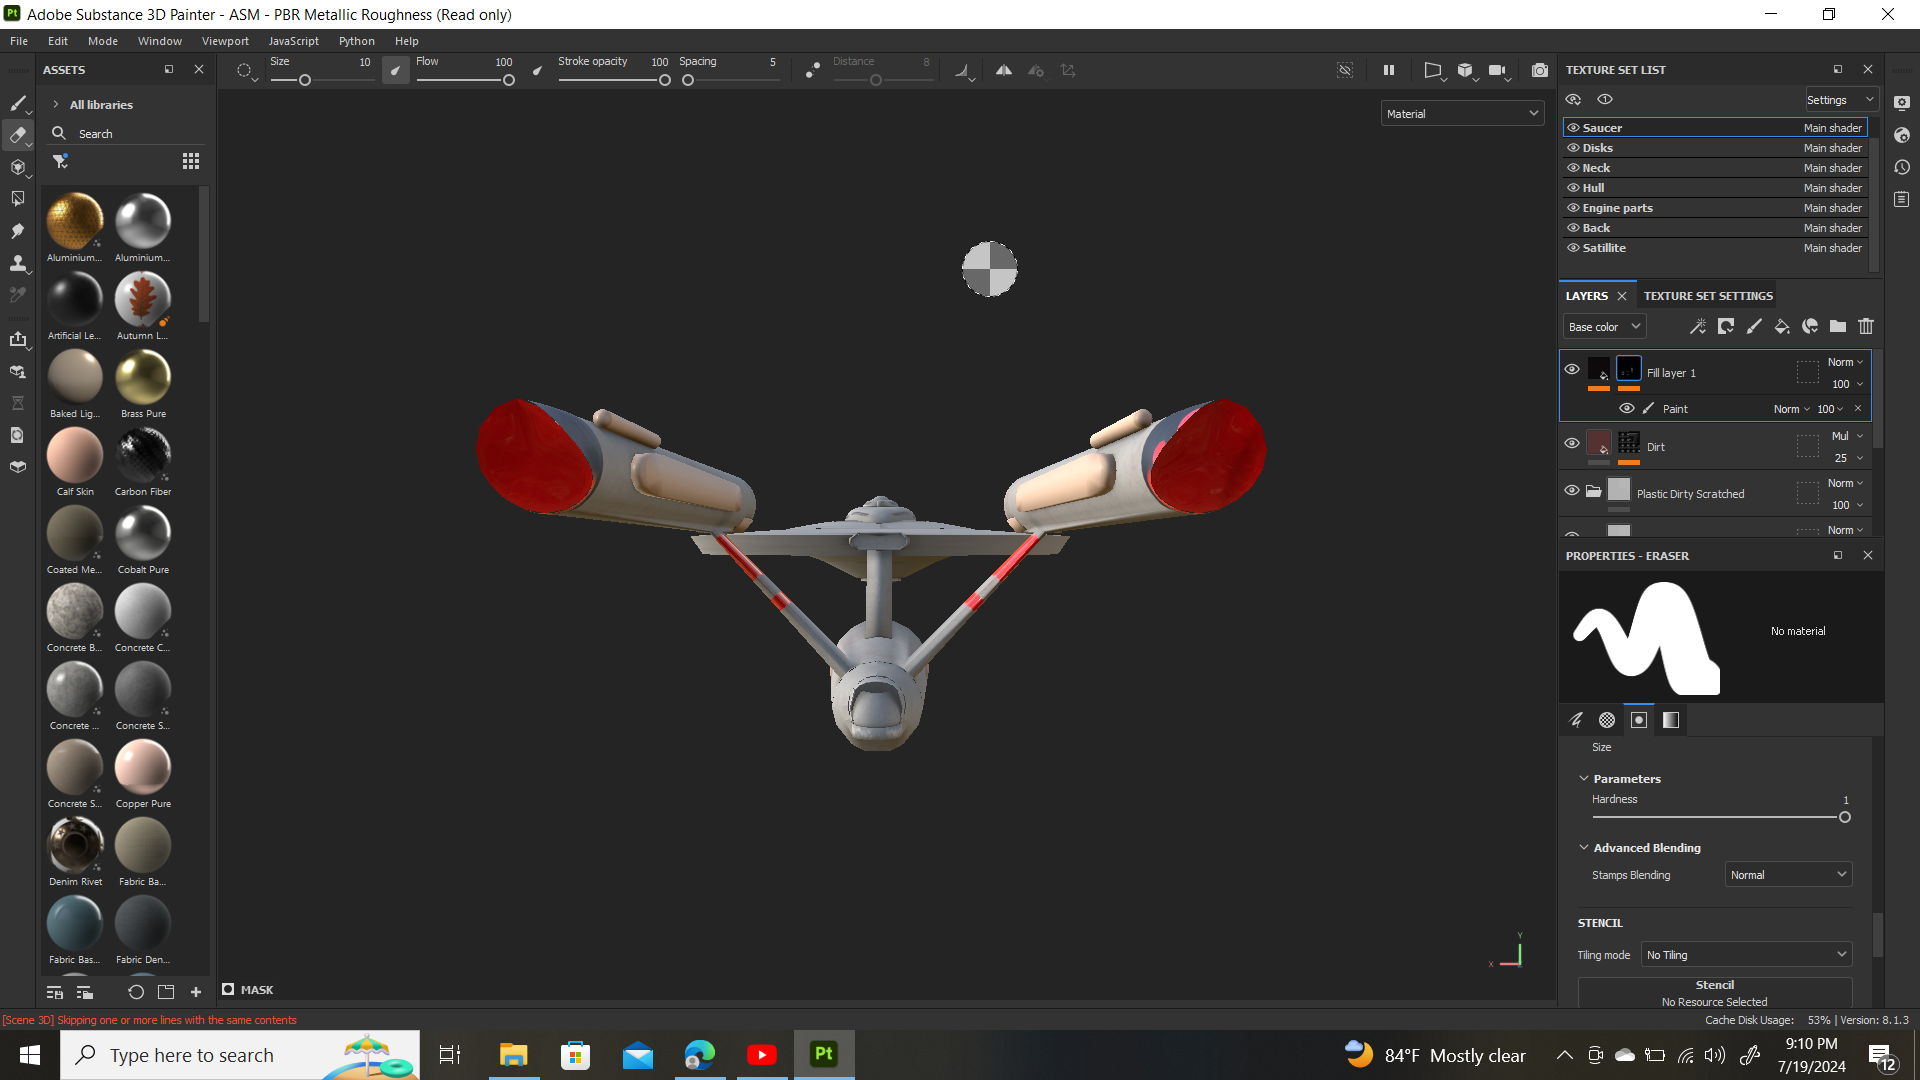 Pt Adobe Substance 3D Painter - ASM - PBR Metallic Roughness (Read only)
File Edit Mode Window Viewport JavaScript Python Help
ASSETS
Size 10
Flow 100
Stroke opacity 100
Spacing 5
Distance 8
All libraries
Search
Aluminium... Aluminium...
Artificial Le... Autumn L...
Baked Lig... Brass Pure
Calf Skin Carbon Fiber
Coated Me... Cobalt Pure
Concrete B... Concrete C...
Concrete ... Concrete S...
Concrete S... Copper Pure
Denim Rivet Fabric Ba...
Fabric Bas... Fabric Den...
Material
Y
X
MASK
TEXTURE SET LIST
Settings
Saucer Main shader
Disks Main shader
Neck Main shader
Hull Main shader
Engine parts Main shader
Back Main shader
Satillite Main shader
LAYERS TEXTURE SET SETTINGS
Base color
Fill layer 1 Norm 100
Paint Norm 100
Dirt Mul 25
Plastic Dirty Scratched Norm 100
Norm
PROPERTIES - ERASER
No material
Size
Parameters
Hardness 1
Advanced Blending
Stamps Blending Normal
STENCIL
Tiling mode No Tiling
Stencil
No Resource Selected
[Scene 3D] Skipping one or more lines with the same contents
Cache Disk Usage: 53% | Version: 8.1.3
Type here to search
Pt
84°F Mostly clear
9:10 PM
7/19/2024
12